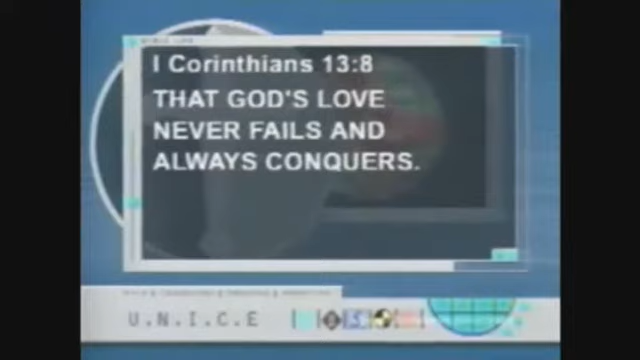 I Corinthians 13:8
THAT GOD'S LOVE
NEVER FAILS AND
ALWAYS CONQUERS.
U.N.I.C.E